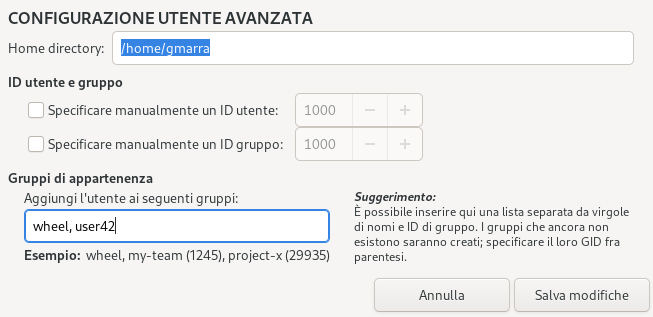 CONFIGURAZIONE UTENTE AVANZATA
Home directory: /home/gmarra
ID utente e gruppo
Specificare manualmente un ID utente: 1000 − +
Specificare manualmente un ID gruppo: 1000 − +
Gruppi di appartenenza
Aggiungi l'utente ai seguenti gruppi:
wheel, user42
Esempio: wheel, my-team (1245), project-x (29935)
Suggerimento:
È possibile inserire qui una lista separata da virgole
di nomi e ID di gruppo. I gruppi che ancora non
esistono saranno creati; specificare il loro GID fra
parentesi.
Annulla
Salva modifiche